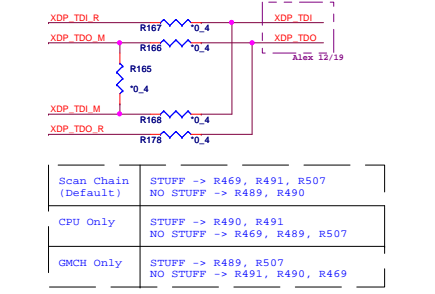 XDP_TDI_R
R167
*0_4
XDP_TDI
XDP_TDO_M
R166
*0_4
XDP_TDO
Alex 12/19
R165
*0_4
XDP_TDI_M
R168
*0_4
XDP_TDO_R
R178
*0_4
Scan Chain (Default)
STUFF -> R469, R491, R507
NO STUFF -> R489, R490
CPU Only
STUFF -> R490, R491
NO STUFF -> R469, R489, R507
GMCH Only
STUFF -> R489, R507
NO STUFF -> R491, R490, R469